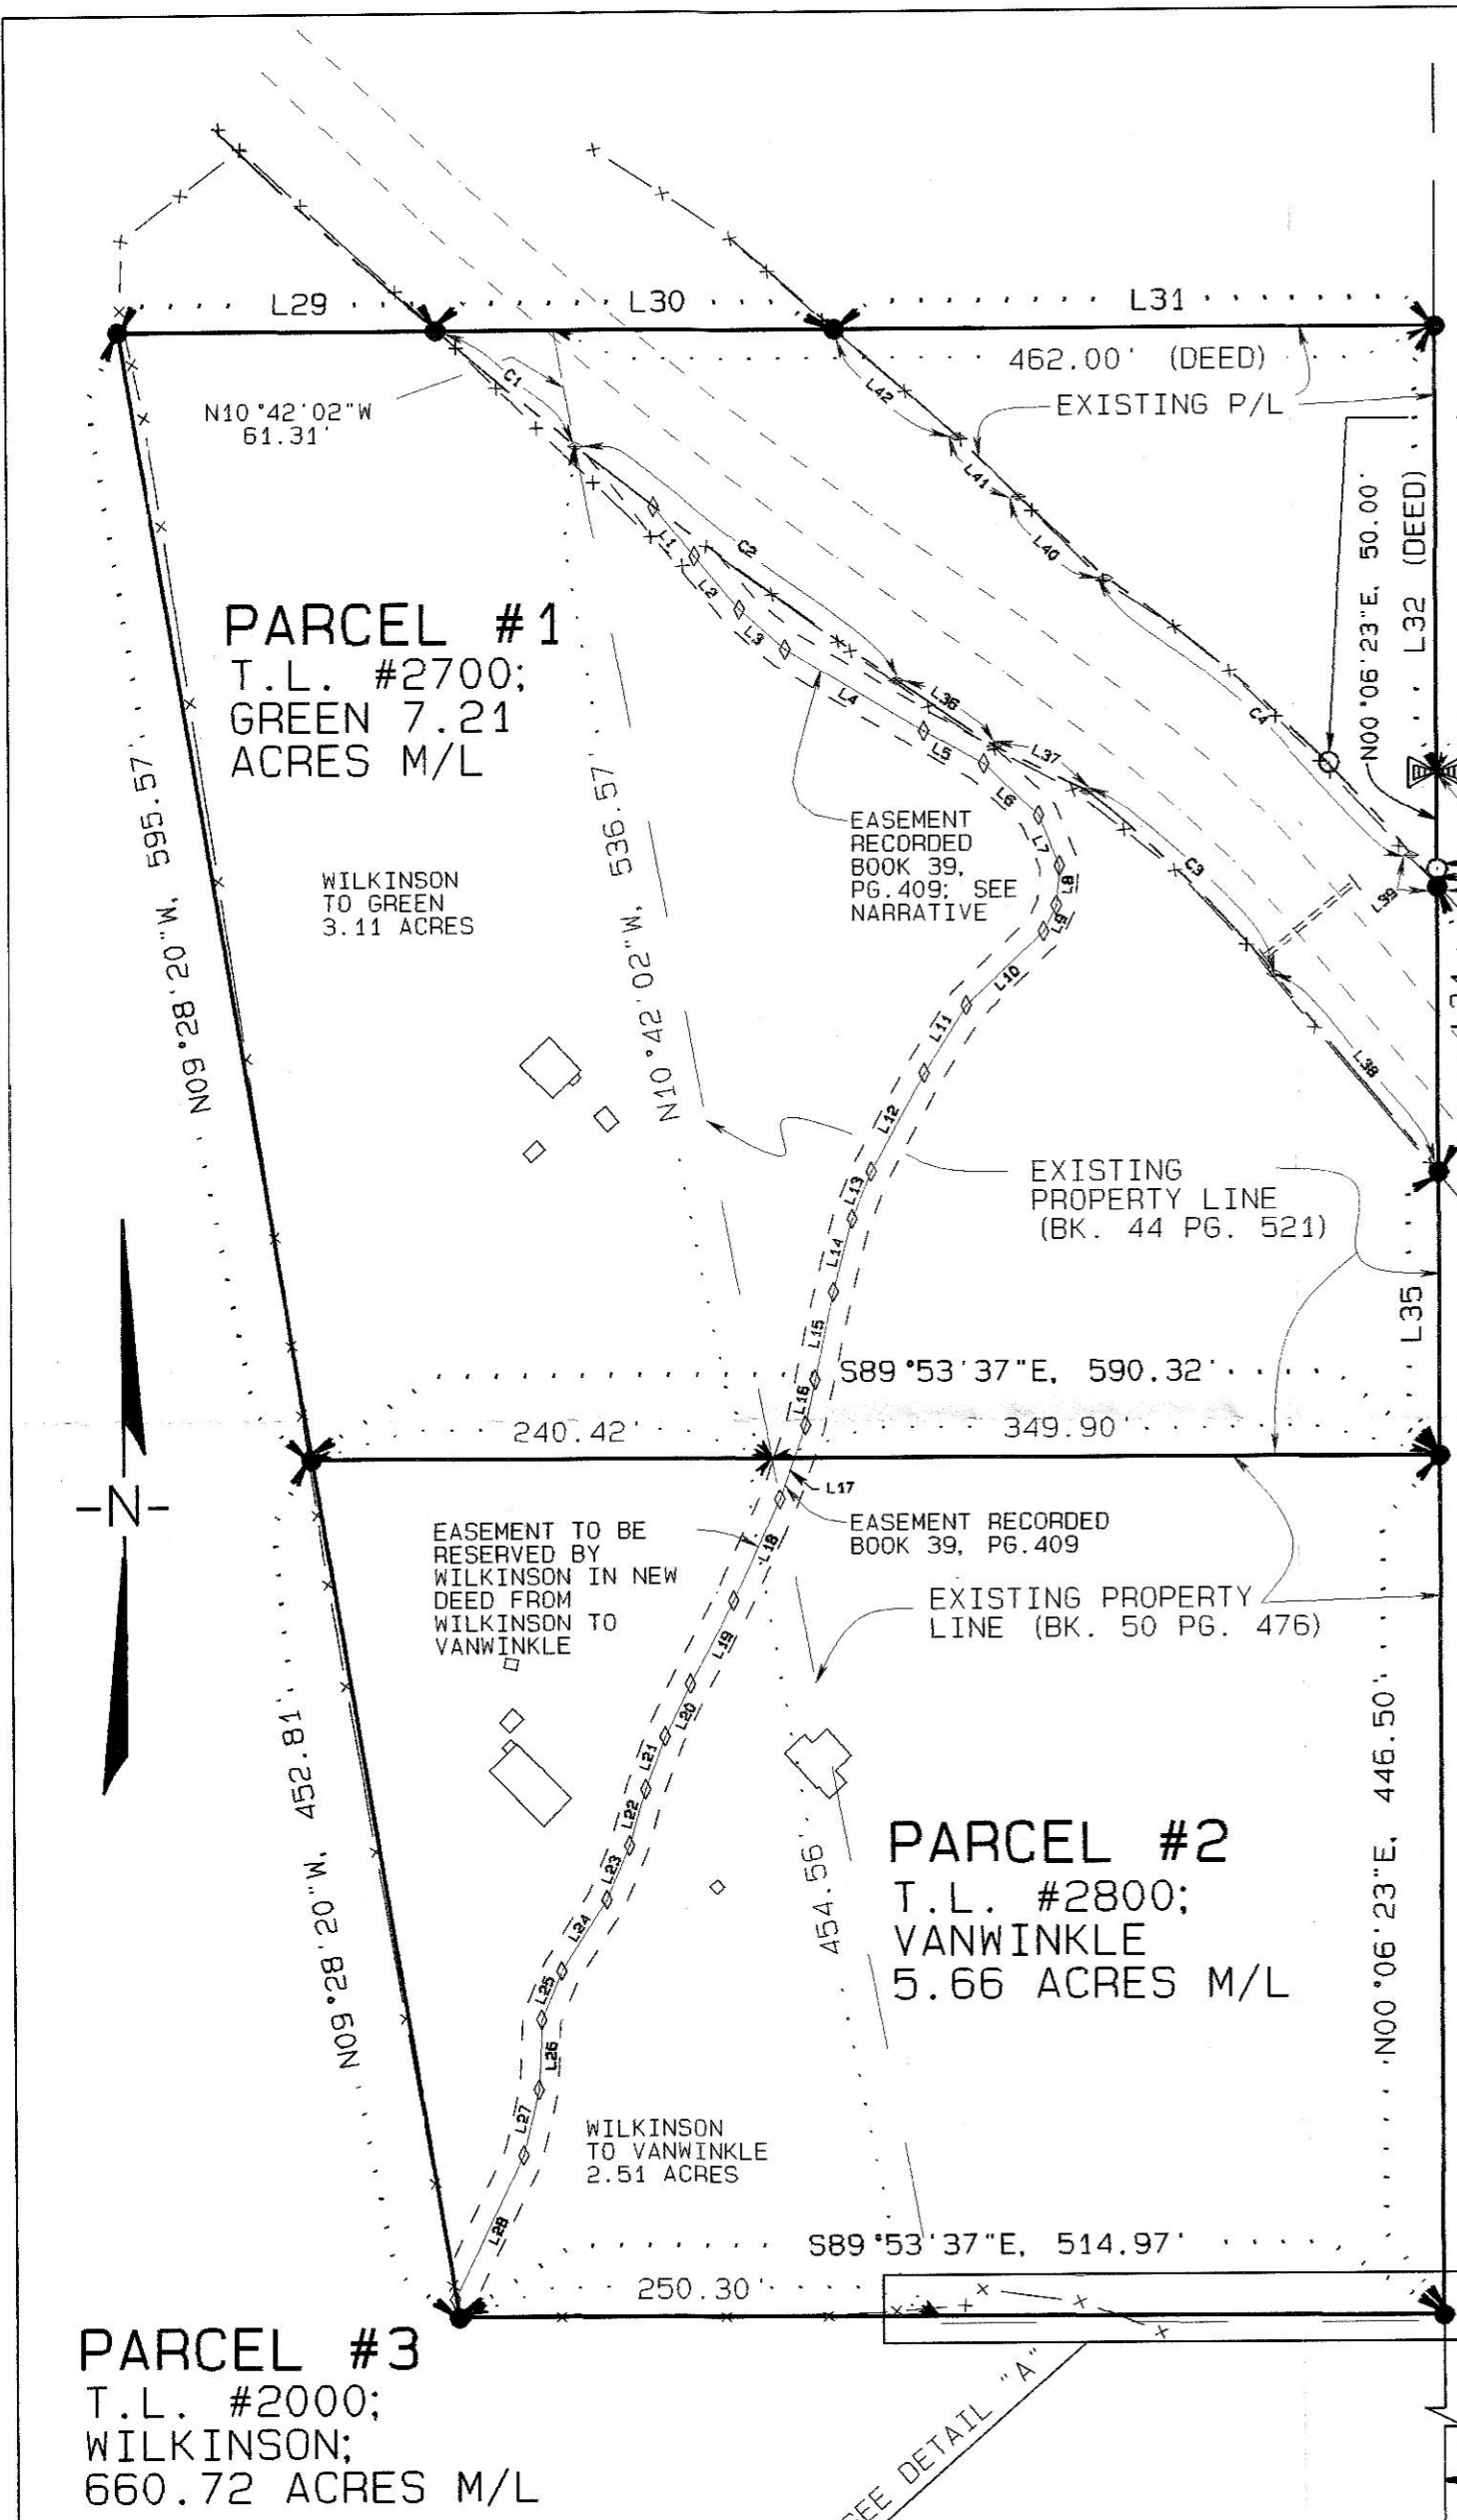 L29
L30
L31
462.00' (DEED)
EXISTING P/L
N10°42'02"W
61.31'
C1
L42
L41
L40
C2
N00°06'23"E, 50.00'
L32 (DEED)
L1
L2
L3
L4
L5
L6
L7
L8
L9
L10
L11
L12
L13
L14
L15
L16
L36
L37
C3
C4
L39
L38
PARCEL #1
T.L. #2700;
GREEN 7.21
ACRES M/L
EASEMENT
RECORDED
BOOK 39,
PG.409; SEE
NARRATIVE
WILKINSON
TO GREEN
3.11 ACRES
N09°28'20"W, 595.57'
N10°42'02"W, 536.57'
EXISTING
PROPERTY LINE
(BK. 44 PG. 521)
L35
S89°53'37"E, 590.32'
240.42'
349.90'
-N-
L17
EASEMENT RECORDED
BOOK 39, PG.409
EASEMENT TO BE
RESERVED BY
WILKINSON IN NEW
DEED FROM
WILKINSON TO
VANWINKLE
EXISTING PROPERTY
LINE (BK. 50 PG. 476)
L18
L19
L20
L21
L22
L23
L24
L25
L26
L27
L28
N09°28'20"W, 452.81'
454.56'
N00°06'23"E, 446.50'
PARCEL #2
T.L. #2800;
VANWINKLE
5.66 ACRES M/L
WILKINSON
TO VANWINKLE
2.51 ACRES
S89°53'37"E, 514.97'
250.30'
PARCEL #3
T.L. #2000;
WILKINSON;
660.72 ACRES M/L
SEE DETAIL "A"